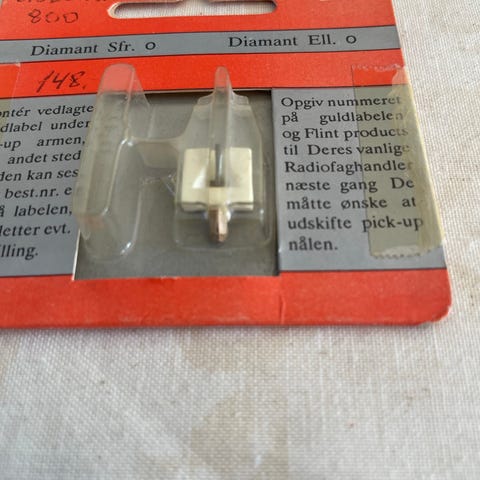 800
Diamant Sfr. O
Diamant Ell. O
148,
ntér vedlagte
dlabel under
-up armen,
andet sted
den kan ses
best.nr. e
å labelen,
letter evt.
lling.
Opgiv nummeret
på guldlabelen
og Flint products
til Deres vanlige
Radiofaghandler
næste gang De
måtte ønske at
udskifte pick-up
nålen.